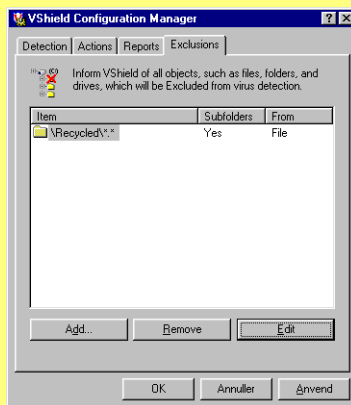 VShield Configuration Manager
Detection Actions Reports Exclusions
Inform VShield of all objects, such as files, folders, and
drives, which will be Excluded from virus detection.
Item Subfolders From
\Recycled\*.* Yes File
Add... Remove Edit
OK Annuller Anvend